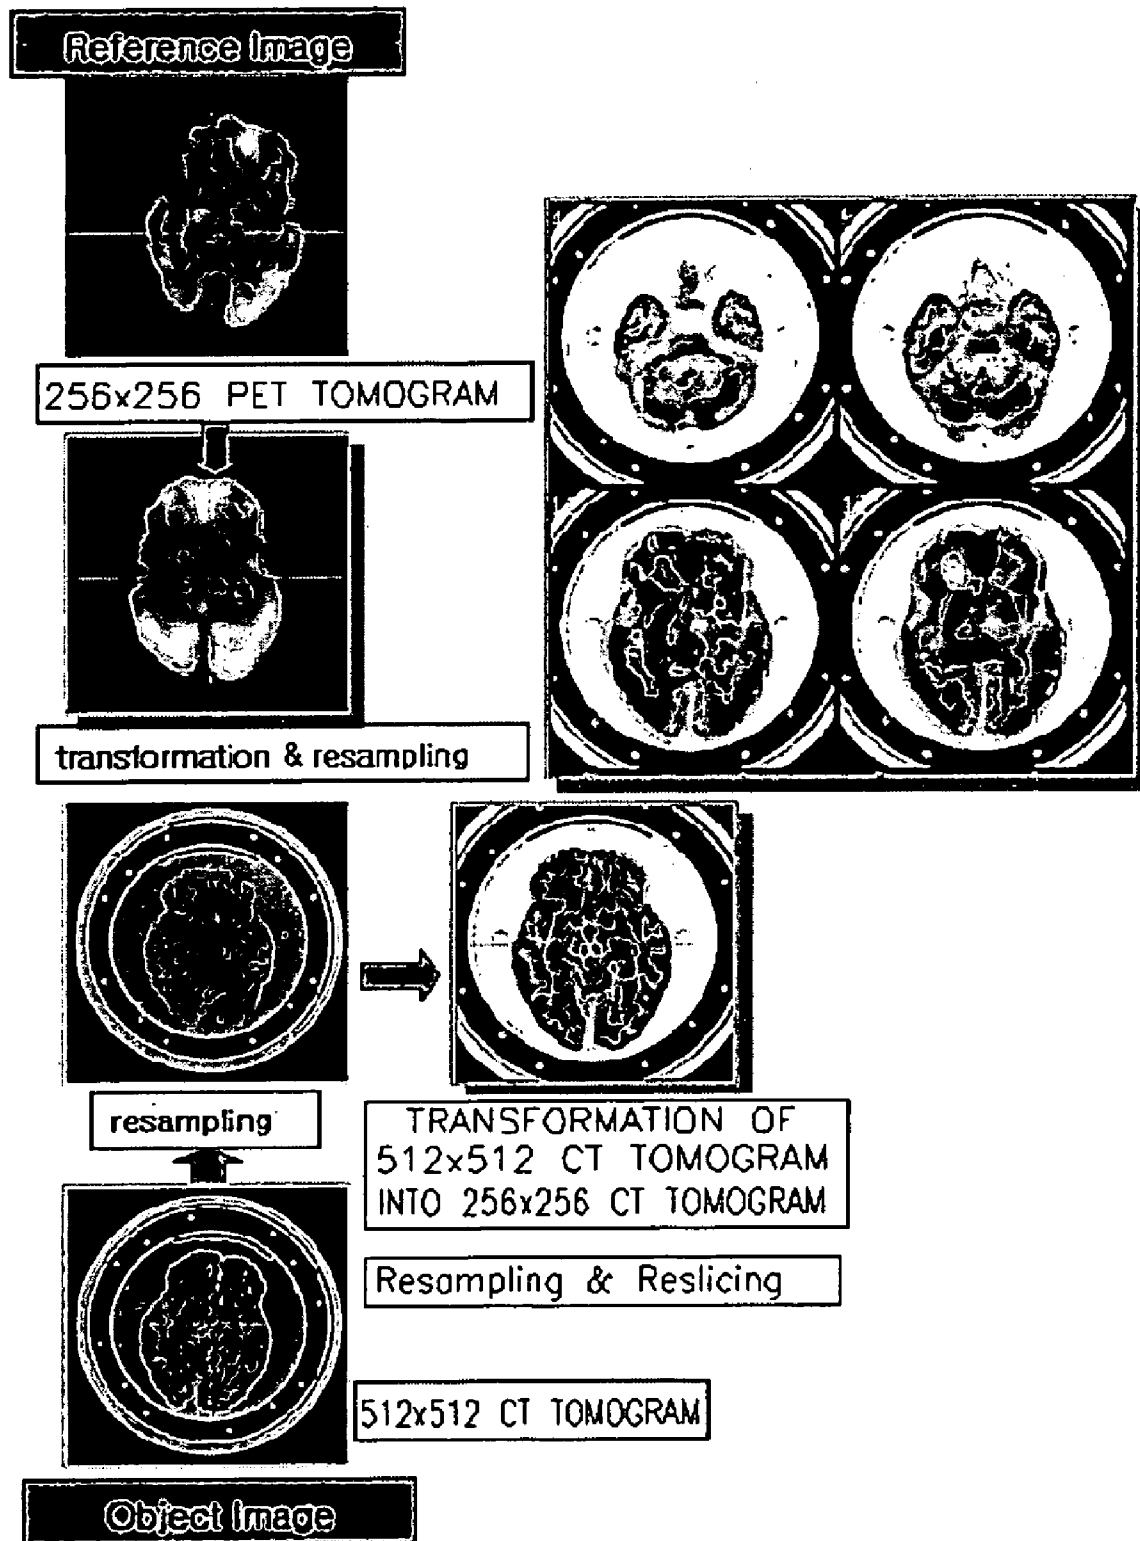 Reference Image
256x256 PET TOMOGRAM
transformation & resampling
resampling
TRANSFORMATION OF
512x512 CT TOMOGRAM
INTO 256x256 CT TOMOGRAM
Resampling & Reslicing
512x512 CT TOMOGRAM
Object Image